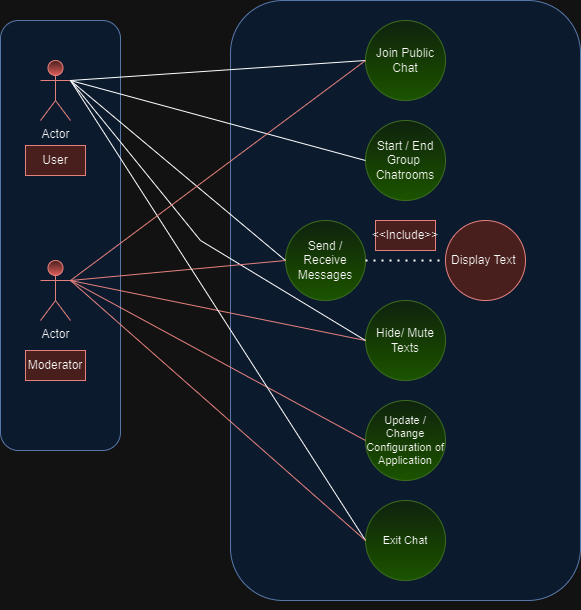 Actor
User
Actor
Moderator
Join Public
Chat
Start / End
Group
Chatrooms
Send /
Receive
Messages
<<Include>>
Display Text
Hide/ Mute
Texts
Update /
Change
Configuration of
Application
Exit Chat